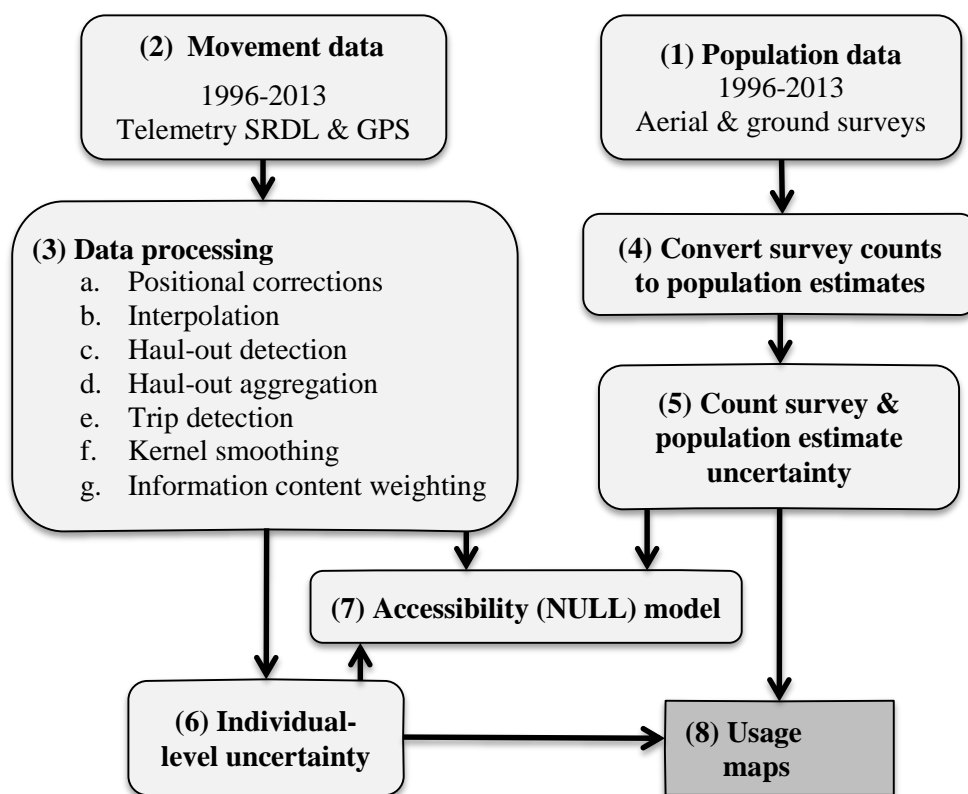 (2) Movement data
1996-2013
Telemetry SRDL & GPS
(1) Population data
1996-2013
Aerial & ground surveys
(3) Data processing
a. Positional corrections
b. Interpolation
c. Haul-out detection
d. Haul-out aggregation
e. Trip detection
f. Kernel smoothing
g. Information content weighting
(4) Convert survey counts
to population estimates
(5) Count survey &
population estimate
uncertainty
(7) Accessibility (NULL) model
(6) Individual-
level uncertainty
(8) Usage
maps